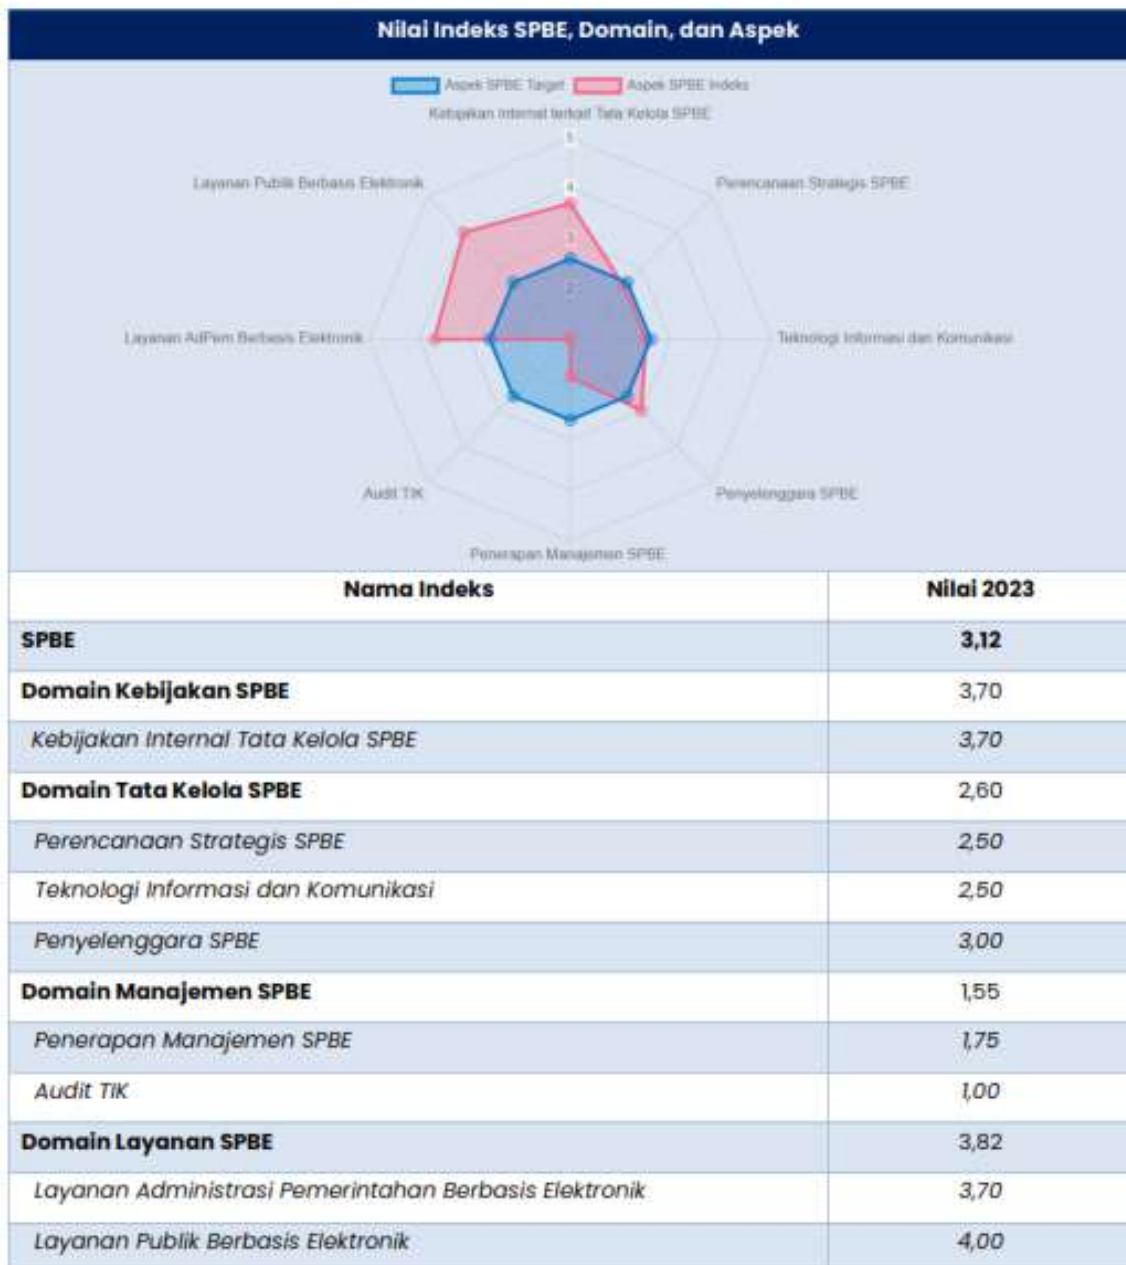 Nilai Indeks SPBE, Domain, dan Aspek
Aspek SPBE Target Aspek SPBE Indeks
Kebijakan Internal terkait Tata Kelola SPBE
5
Layanan Publik Berbasis Elektronik Perencanaan Strategis SPBE
4
3
2
Layanan AdPem Berbasis Elektronik Teknologi Informasi dan Komunikasi
Audit TIK Penyelenggara SPBE
Penerapan Manajemen SPBE
Nama Indeks Nilai 2023
SPBE 3,12
Domain Kebijakan SPBE 3,70
Kebijakan Internal Tata Kelola SPBE 3,70
Domain Tata Kelola SPBE 2,60
Perencanaan Strategis SPBE 2,50
Teknologi Informasi dan Komunikasi 2,50
Penyelenggara SPBE 3,00
Domain Manajemen SPBE 1,55
Penerapan Manajemen SPBE 1,75
Audit TIK 1,00
Domain Layanan SPBE 3,82
Layanan Administrasi Pemerintahan Berbasis Elektronik 3,70
Layanan Publik Berbasis Elektronik 4,00